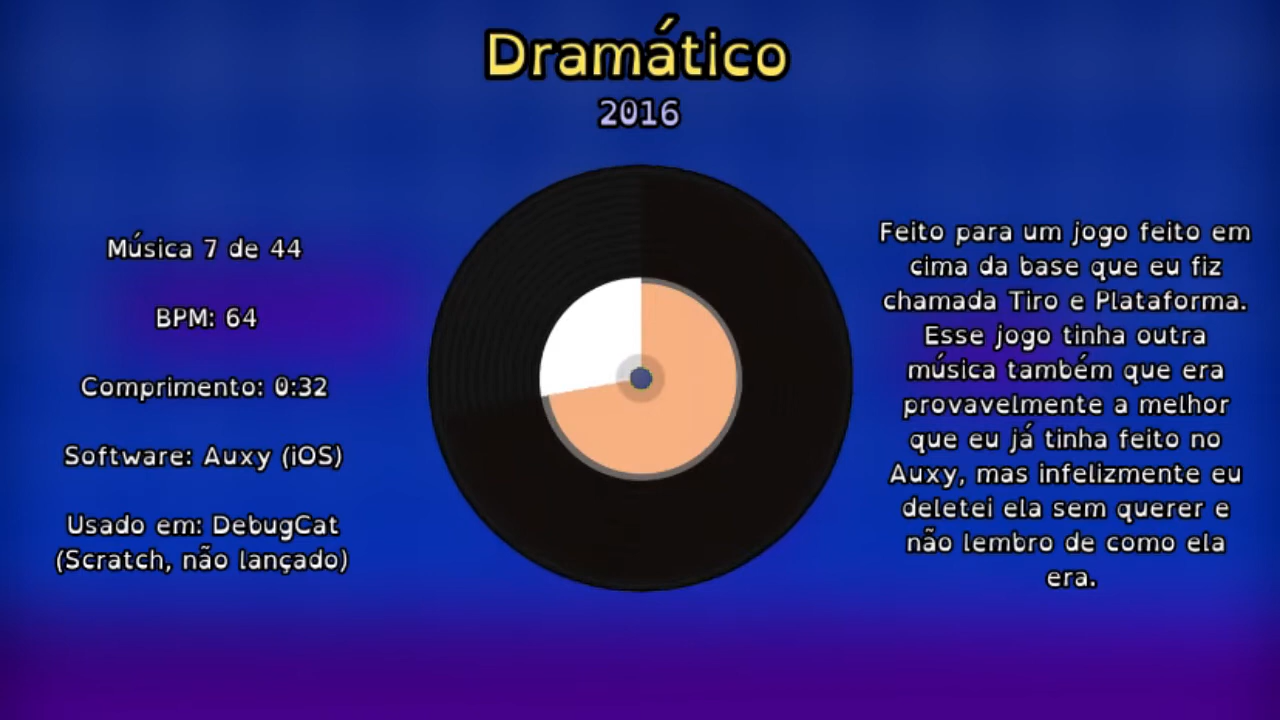 Dramático
2016
Música 7 de 44
BPM: 64
Comprimento: 0:32
Software: Auxy (iOS)
Usado em: DebugCat
(Scratch, não lançado)
Feito para um jogo feito em
cima da base que eu fiz
chamada Tiro e Plataforma.
Esse jogo tinha outra
música também que era
provavelmente a melhor
que eu já tinha feito no
Auxy, mas infelizmente eu
deletei ela sem querer e
não lembro de como ela
era.